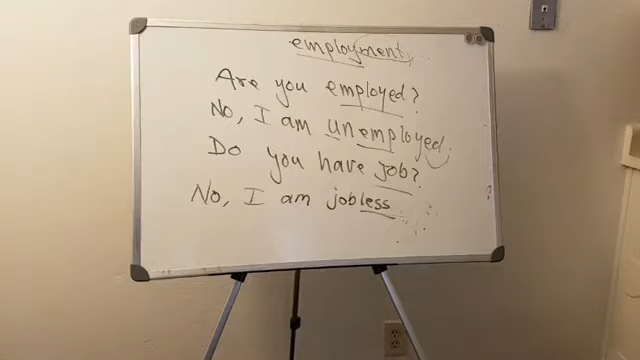 employment
Are you employed?
No, I am unemployed.
Do you have job?
No, I am jobless
?